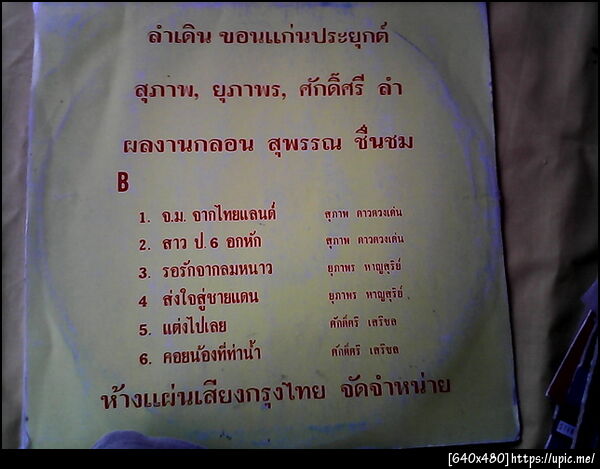 ลำเดิน ขอนแก่นประยุกต์
สุภาพ, ยุภาพร, ศักดิ์ศรี ลำ
ผลงานกลอน สุพรรณ ชื่นชม
B
1. จ.ม. จากไทยแลนด์ สุภาพ ดาวดวงเด่น
2. สาว ป.6 อกหัก สุภาพ ดาวดวงเด่น
3. รอรักจากลมหนาว ยุภาพร หาญสุริย์
4 ส่งใจสู่ชายแดน ยุภาพร หาญสุริย์
5. แต่งไปเลย ศักดิ์ศรี เสริซล
6. คอยน้องที่ท่าน้ำ ศักดิ์ศรี เสริซล
ห้างแผ่นเสียงกรุงไทย จัดจำหน่าย
[640x480]https://upic.me/